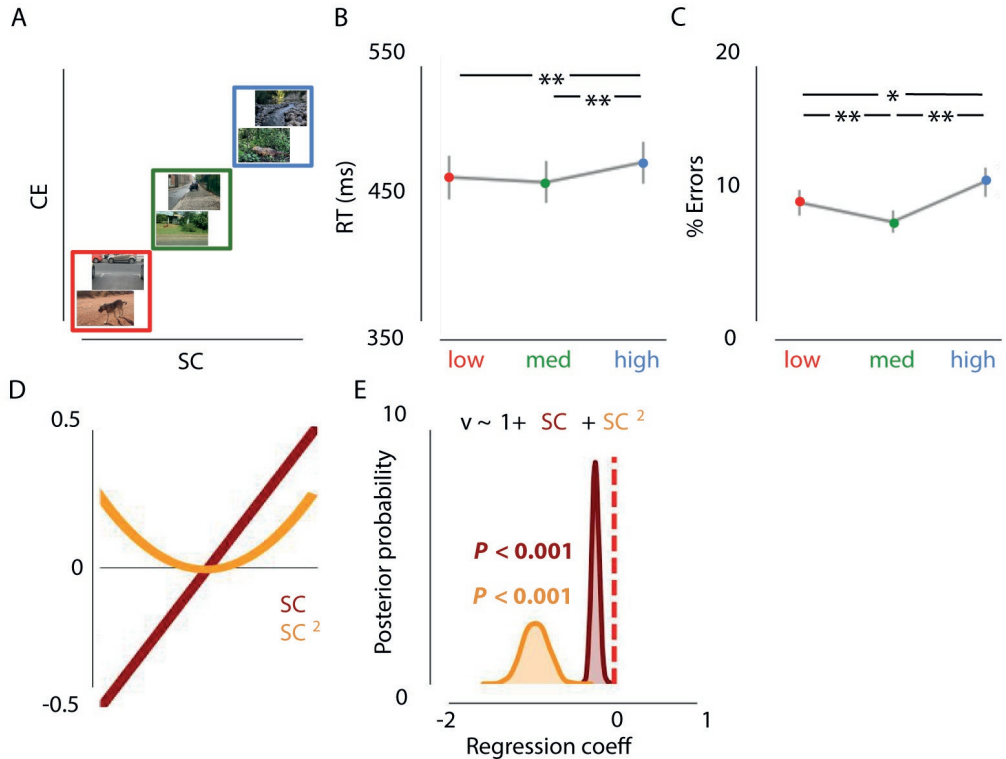 A
CE
SC
B
550
**
**
RT (ms)
450
350
low med high
C
20
*
** **
% Errors
10
0
low med high
D
0.5
0
SC
SC ²
-0.5
E
10
v ~ 1+ SC + SC ²
Posterior probability
P < 0.001
P < 0.001
0
-2 0 1
Regression coeff